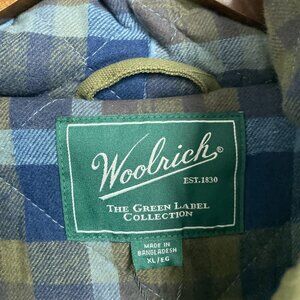 Woolrich®
EST. 1830
THE GREEN LABEL
COLLECTION
MADE IN
BANGLADESH
XL/EG